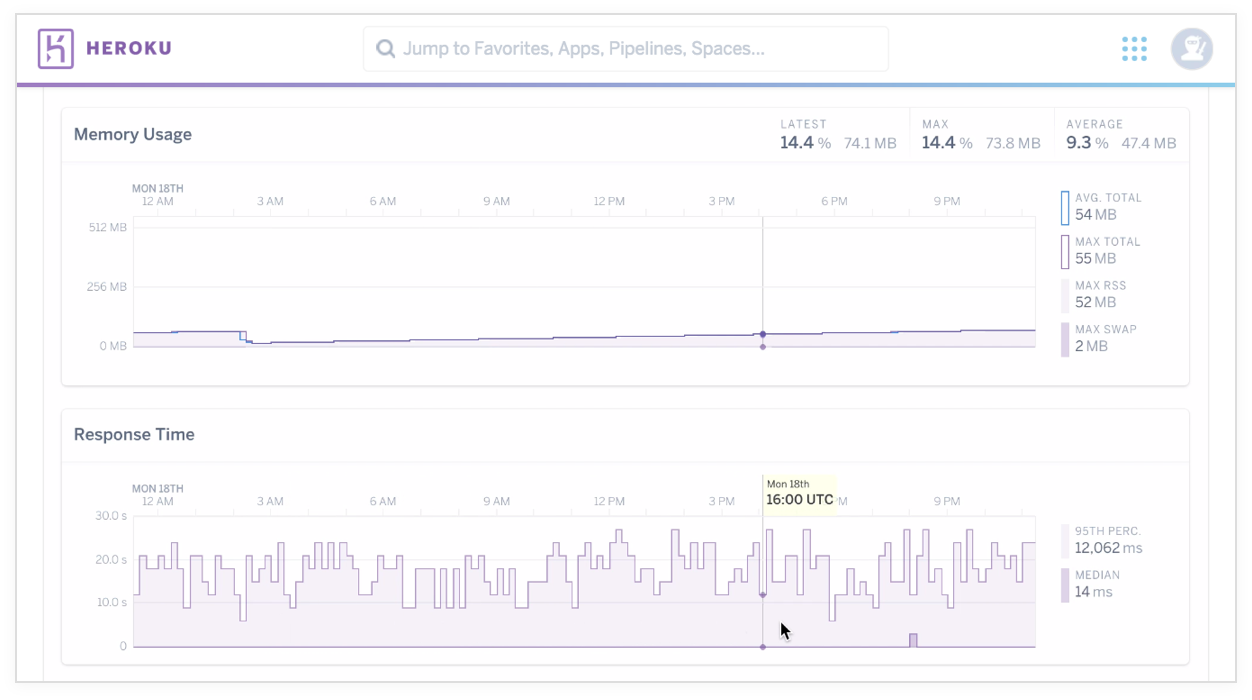 HEROKU
Jump to Favorites, Apps, Pipelines, Spaces...
Memory Usage
LATEST
14.4 % 74.1 MB
MAX
14.4 % 73.8 MB
AVERAGE
9.3 % 47.4 MB
MON 18TH
12 AM 3 AM 6 AM 9 AM 12 PM 3 PM 6 PM 9 PM
512 MB
256 MB
0 MB
AVG. TOTAL
54 MB
MAX TOTAL
55 MB
MAX RSS
52 MB
MAX SWAP
2 MB
Response Time
MON 18TH
12 AM 3 AM 6 AM 9 AM 12 PM 3 PM M 9 PM
Mon 18th
16:00 UTC
30.0 s
20.0 s
10.0 s
0
95TH PERC.
12,062 ms
MEDIAN
14 ms